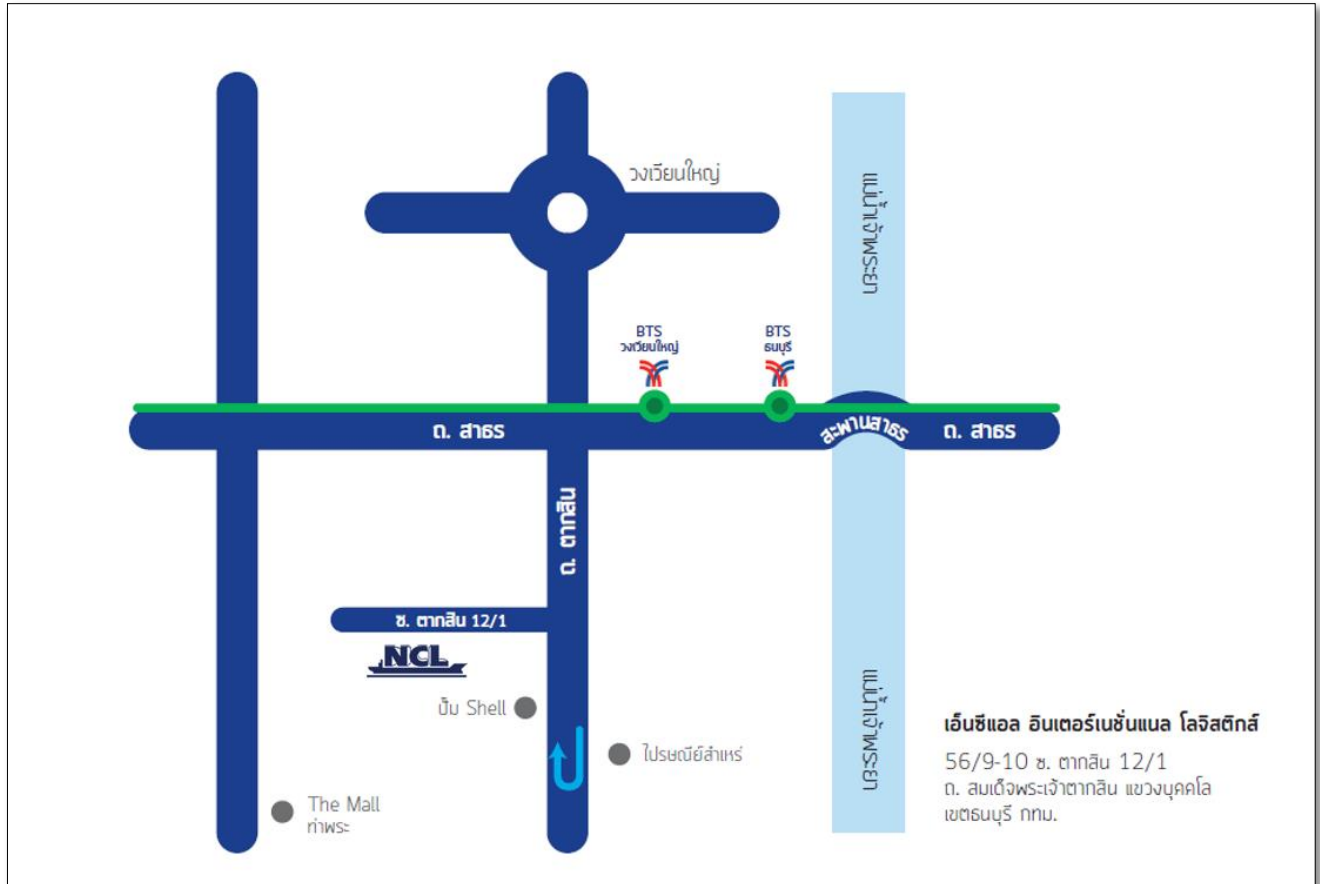 วงเวียนใหญ่
แม่น้ำเจ้าพระยา
BTS
วงเวียนใหญ่
BTS
ธนบุรี
ถ. สาธร
สะพานสาธร
ถ. สาธร
ถ. ตากสิน
ซ. ตากสิน 12/1
NCL
ปั๊ม Shell
ไปรษณีย์สำเหร่
The Mall
ท่าพระ
แม่น้ำเจ้าพระยา
เอ็นซีแอล อินเตอร์เนชั่นแนล โลจิสติกส์
56/9-10 ซ. ตากสิน 12/1
ถ. สมเด็จพระเจ้าตากสิน แขวงบุคคโล
เขตธนบุรี กทม.